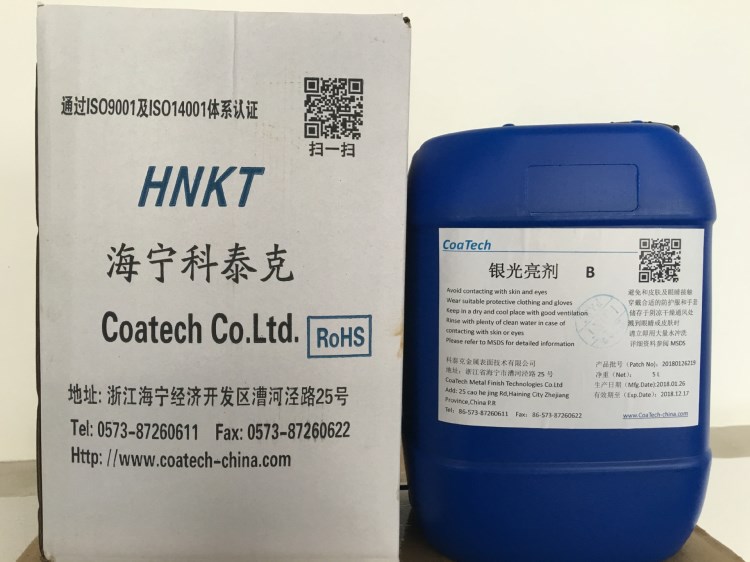 通过ISO9001及ISO14001体系认证
扫一扫
HNKT
海宁科泰克
Coatech Co.Ltd.
RoHS
地址: 浙江海宁经济开发区漕河泾路25号
Tel: 0573-87260611 Fax: 0573-87260622
Http: //www.coatech-china.com
CoaTech
银光亮剂 B
Avoid contacting with skin and eyes
Wear suitable protective clothing and gloves
Keep in a dry and cool place with good ventilation
Rinse with plenty of clean water in case of
contacting with skin or eyes
Please refer to MSDS for detailed information
避免和皮肤及眼睛接触
穿戴合适的防护服和手套
储存于阴凉干燥通风处
溅到眼睛或皮肤时
请立即用大量水冲洗
详细资料参阅 MSDS
科泰克金属表面技术有限公司
地址：浙江省海宁市漕河泾路 25 号
CoaTech Metal Finish Technologies Co.Ltd
Add: 25 cao he jing Rd,Haining City Zhejiang
Province,China P.R
Tel: 86-573-87260611 Fax: 86-573-87260622
产品批号 (Patch No): 20180126219
净重 (Net): 5 L
生产日期 (Mfg.Date):2018.01.26
有效期至 (Exp.Date): 2018.12.17
www.CoaTech-china.com